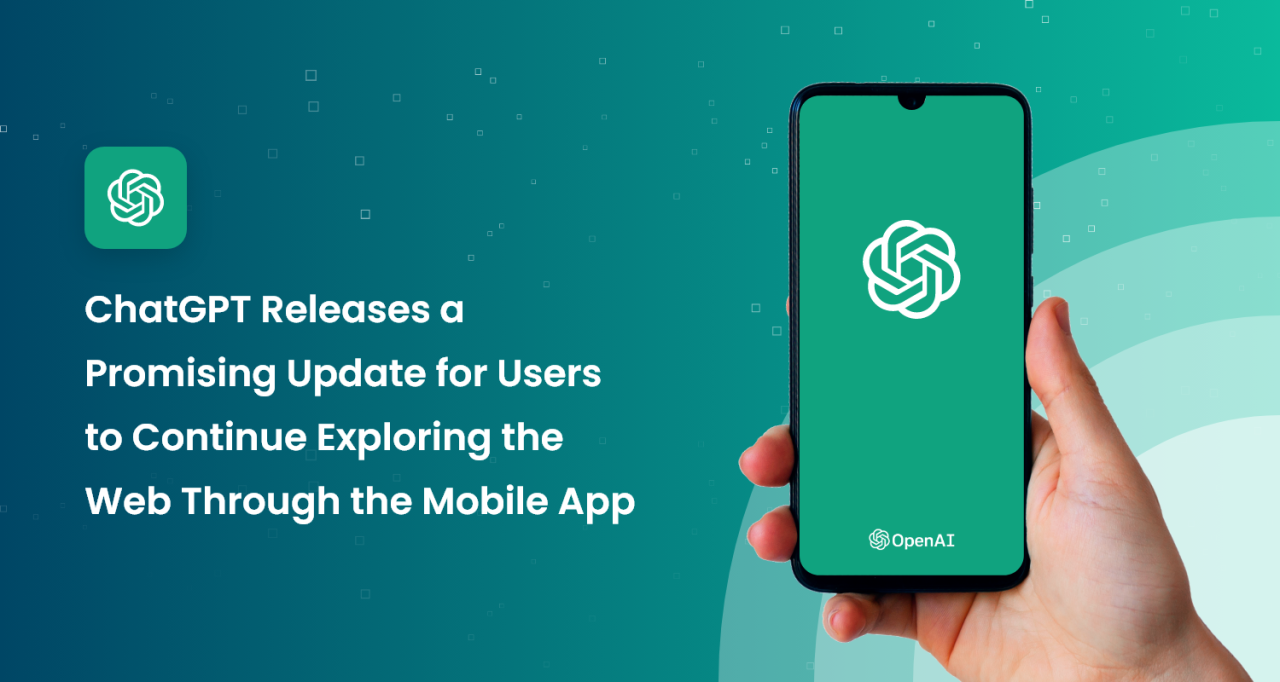 ChatGPT Releases a
Promising Update for Users
to Continue Exploring the
Web Through the Mobile App
OpenAI